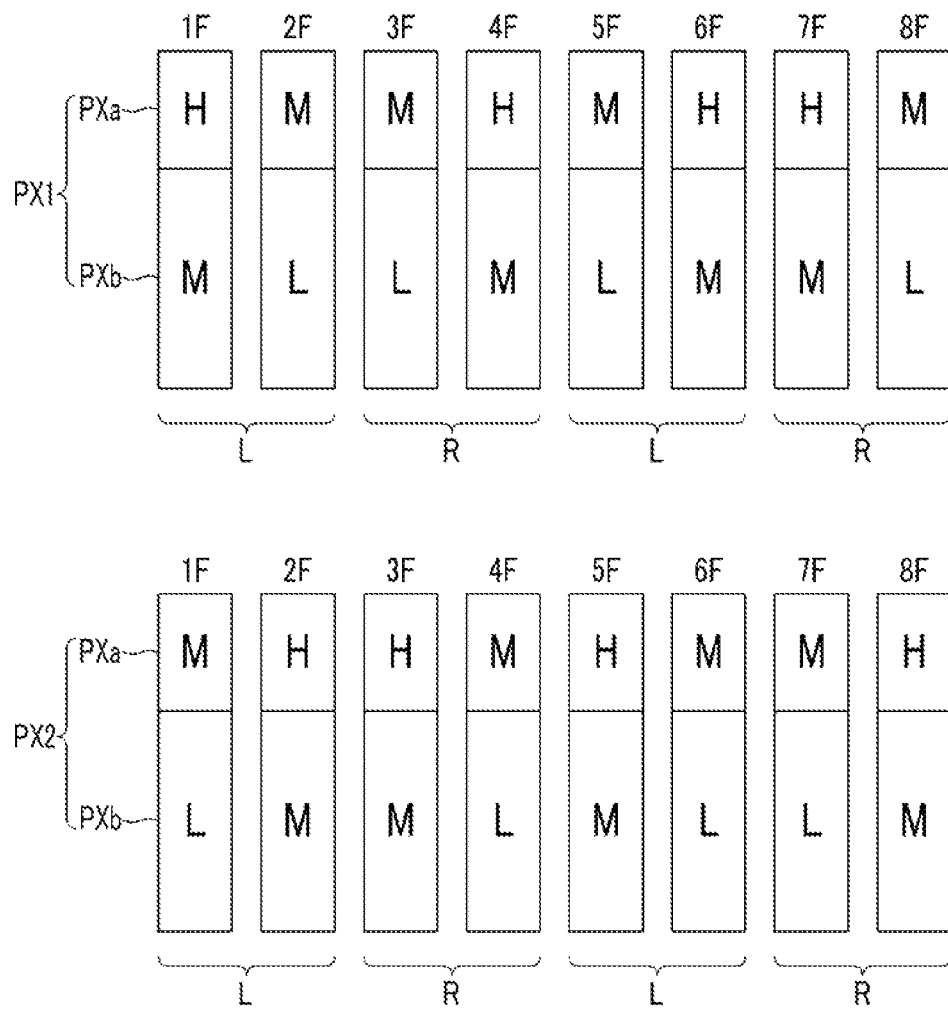 1F 2F 3F 4F 5F 6F 7F 8F
PXa H M M H M H H M
PX1
PXb M L L M L M M L
L R L R
1F 2F 3F 4F 5F 6F 7F 8F
PXa M H H M H M M H
PX2
PXb L M M L M L L M
L R L R